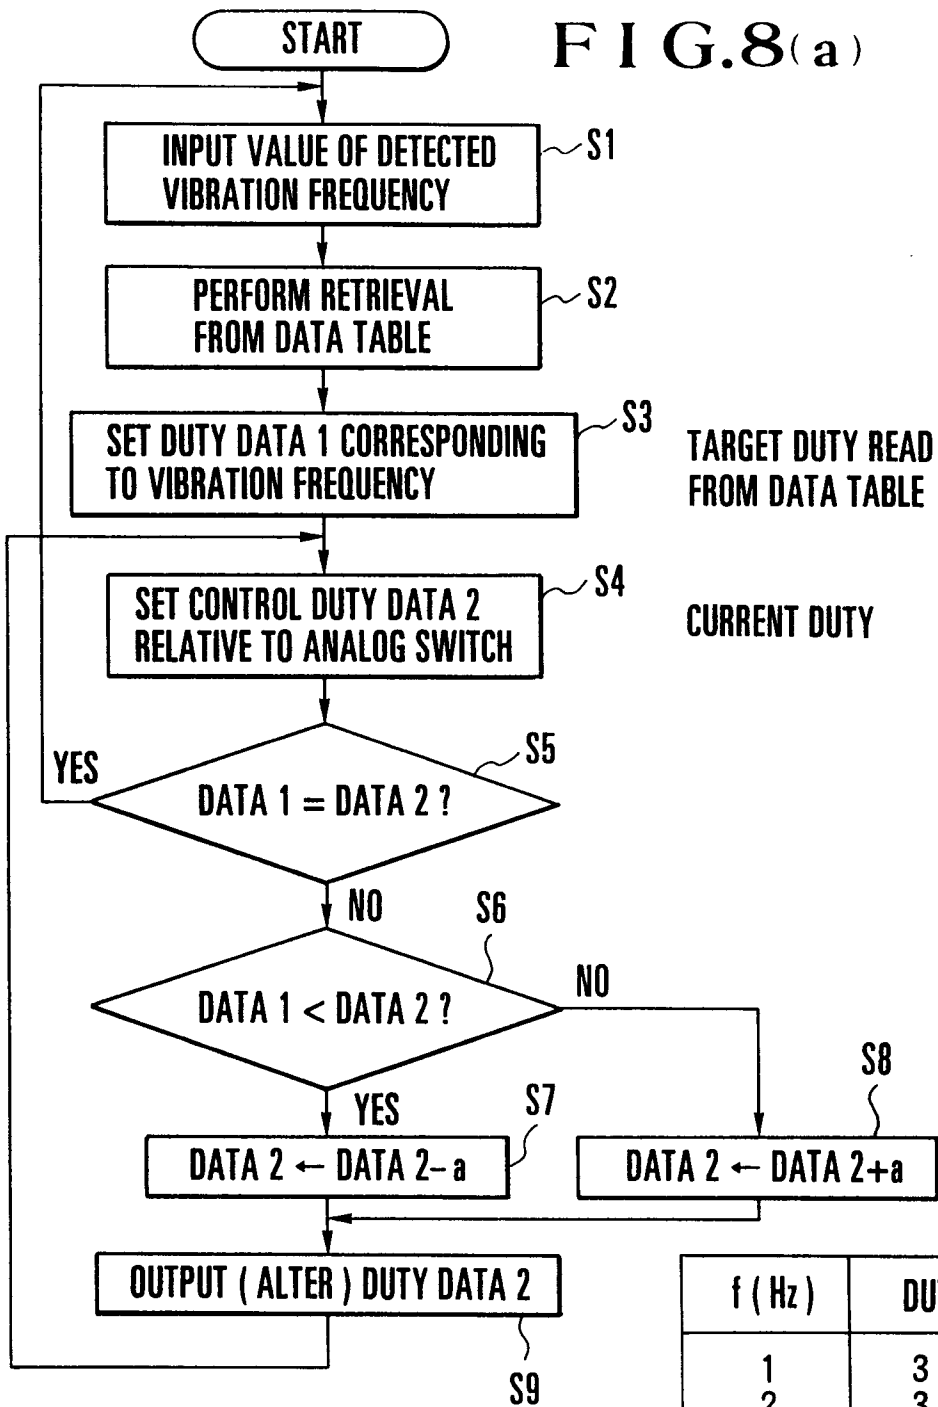 START
F I G.8(a)
INPUT VALUE OF DETECTED
VIBRATION FREQUENCY
S1
PERFORM RETRIEVAL
FROM DATA TABLE
S2
SET DUTY DATA 1 CORRESPONDING
TO VIBRATION FREQUENCY
S3
TARGET DUTY READ
FROM DATA TABLE
SET CONTROL DUTY DATA 2
RELATIVE TO ANALOG SWITCH
S4
CURRENT DUTY
S5
YES
DATA 1 = DATA 2 ?
NO
S6
DATA 1 < DATA 2 ?
NO
YES
S7
S8
DATA 2 ← DATA 2-a
DATA 2 ← DATA 2+a
OUTPUT ( ALTER ) DUTY DATA 2
S9
f ( Hz )
1 3
2 3